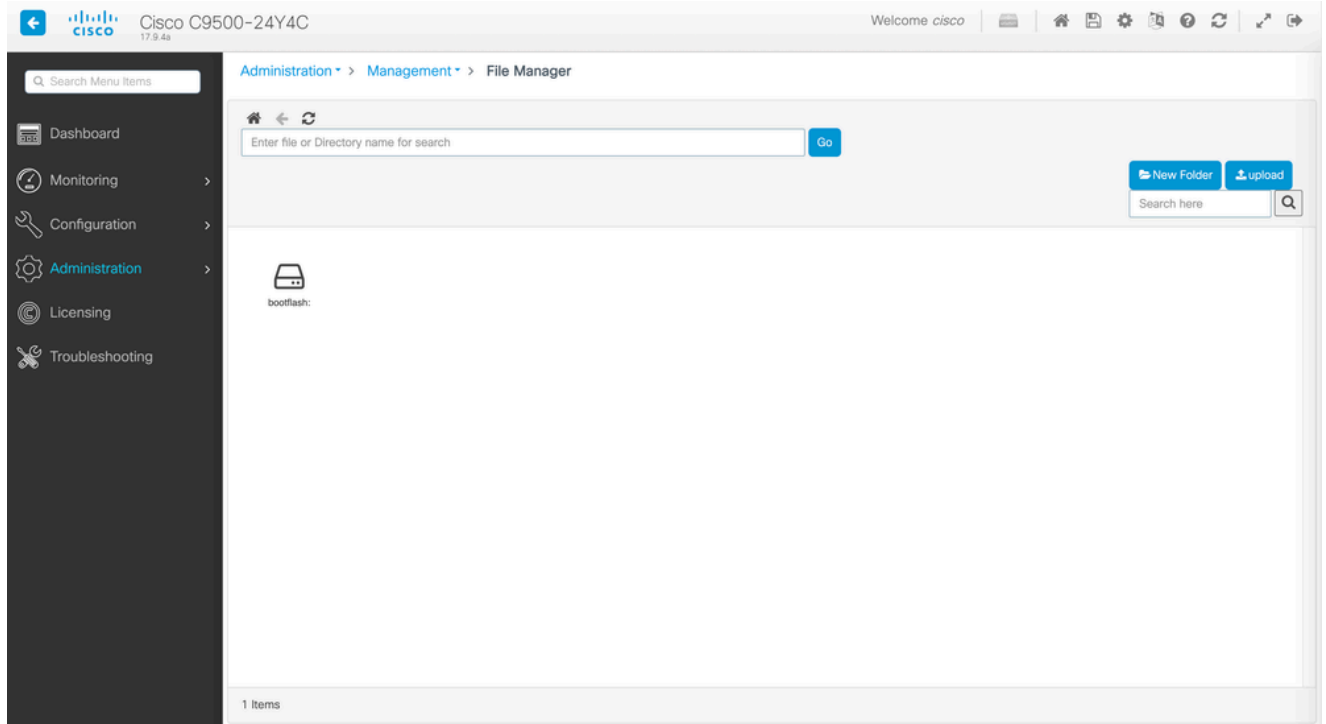 CISCO
Cisco C9500-24Y4C
17.9.4a
Welcome cisco
Search Menu Items
Dashboard
Monitoring
Configuration
Administration
Licensing
Troubleshooting
Administration > Management > File Manager
Enter file or Directory name for search
Go
New Folder
upload
Search here
bootflash:
1 Items